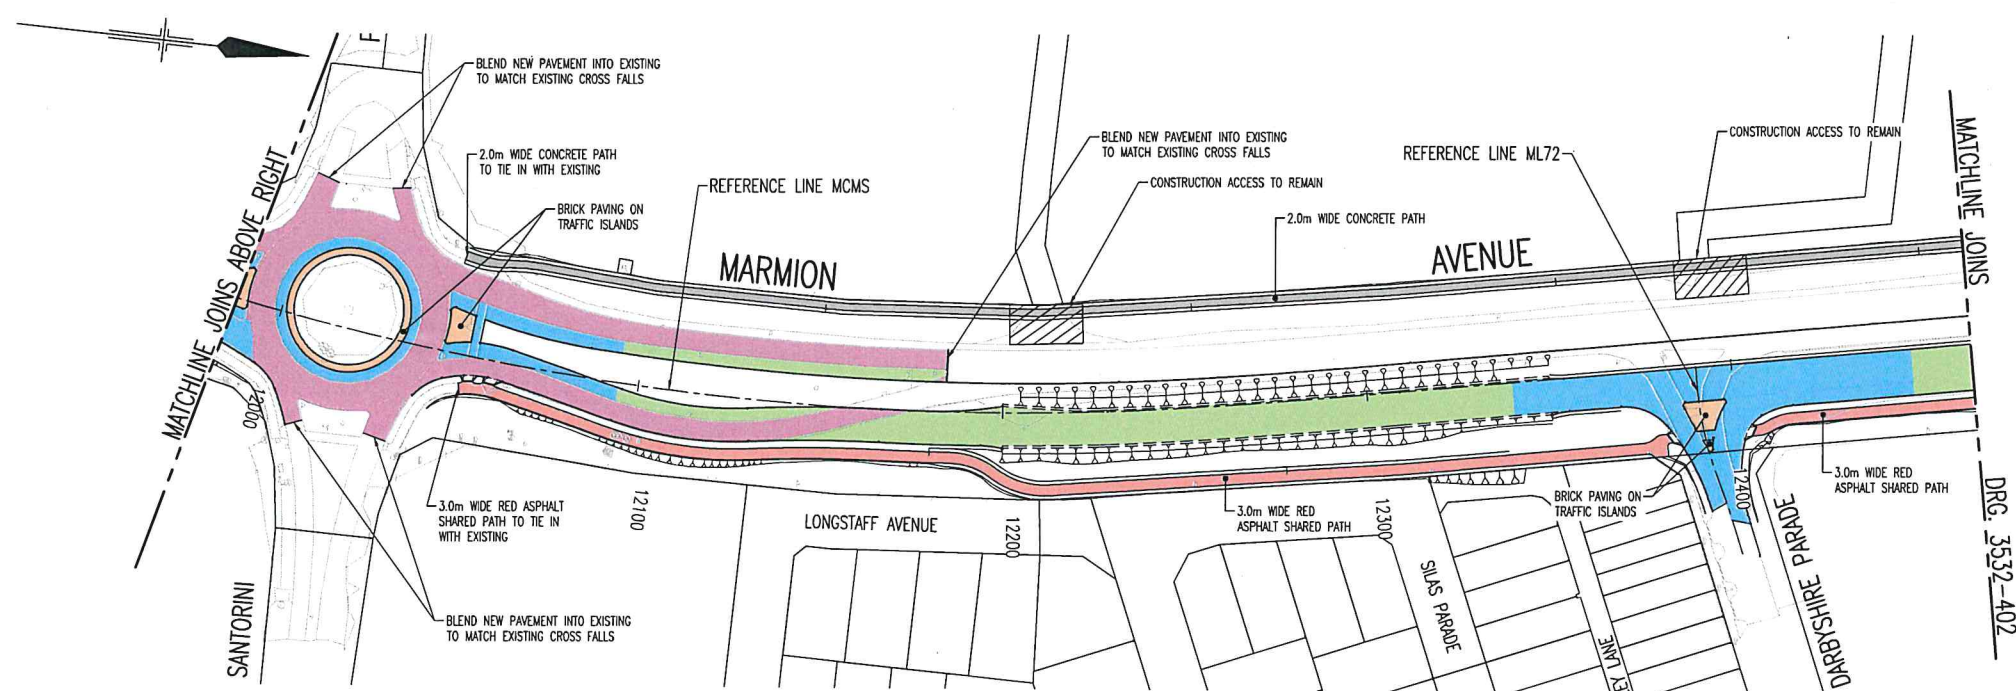 F
BLEND NEW PAVEMENT INTO EXISTING
TO MATCH EXISTING CROSS FALLS
2.0m WIDE CONCRETE PATH
TO TIE IN WITH EXISTING
REFERENCE LINE MCMS
BRICK PAVING ON
TRAFFIC ISLANDS
BLEND NEW PAVEMENT INTO EXISTING
TO MATCH EXISTING CROSS FALLS
CONSTRUCTION ACCESS TO REMAIN
REFERENCE LINE ML72
CONSTRUCTION ACCESS TO REMAIN
2.0m WIDE CONCRETE PATH
MARMION
AVENUE
MATCHLINE JOINS ABOVE RIGHT
MATCHLINE JOINS
DRG. 3532-402
12000
12100
12200
12300
12400
3.0m WIDE RED ASPHALT
SHARED PATH TO TIE IN
WITH EXISTING
LONGSTAFF AVENUE
3.0m WIDE RED
ASPHALT SHARED PATH
BRICK PAVING ON
TRAFFIC ISLANDS
3.0m WIDE RED
ASPHALT SHARED PATH
SANTORINI
BLEND NEW PAVEMENT INTO EXISTING
TO MATCH EXISTING CROSS FALLS
SILAS PARADE
EY LANE
DARBYSHIRE PARADE